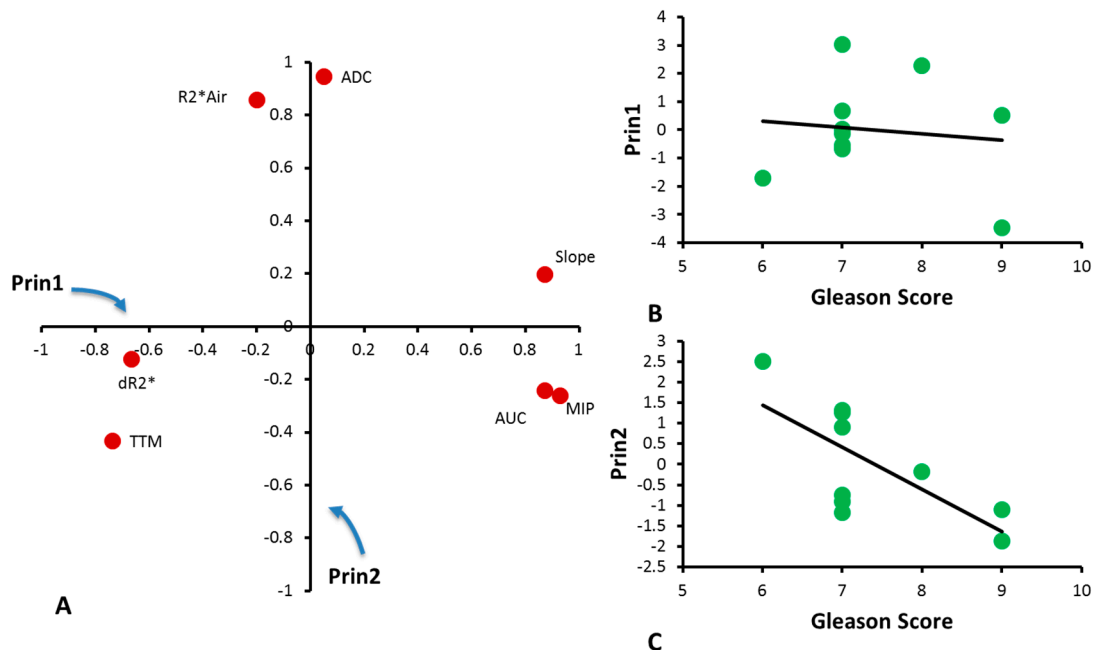 1
ADC
R2*Air
0.8
0.6
0.4
Slope
0.2
Prin1
0
-1 -0.8 -0.6 -0.4 -0.2 0 0.2 0.4 0.6 0.8 1
dR2*
-0.2
AUC
MIP
-0.4
TTM
-0.6
-0.8
Prin2
-1
A
4
3
2
1
0
-1
-2
-3
-4
Prin1
5 6 7 8 9 10
Gleason Score
B
3
2.5
2
1.5
1
0.5
0
-0.5
-1
-1.5
-2
-2.5
Prin2
5 6 7 8 9 10
Gleason Score
C